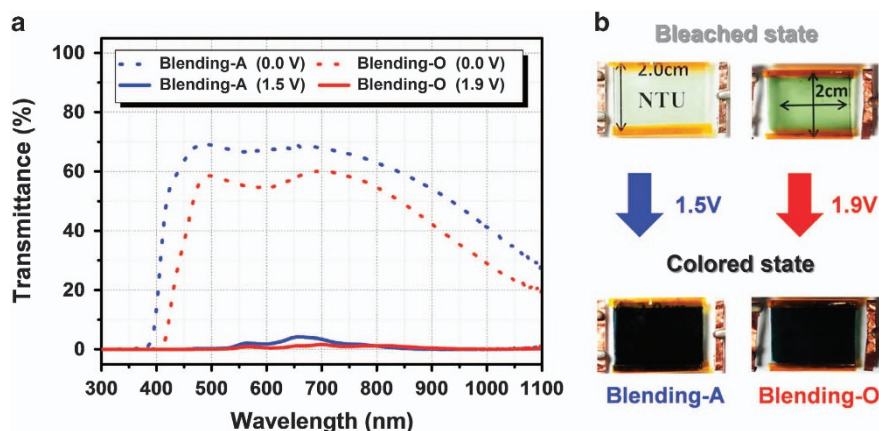 a
100
80
60
40
20
0
Transmittance (%)
Blending-A (0.0 V) Blending-O (0.0 V)
Blending-A (1.5 V) Blending-O (1.9 V)
300 400 500 600 700 800 900 1000 1100
Wavelength (nm)
b
Bleached state
2.0cm
NTU
2cm
1.5V 1.9V
Colored state
Blending-A Blending-O